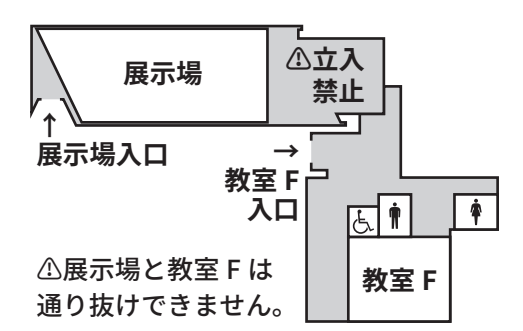 展示場
⚠立入
禁止
↑
展示場入口
→
教室 F
入口
教室 F
⚠展示場と教室 F は
通り抜けできません。